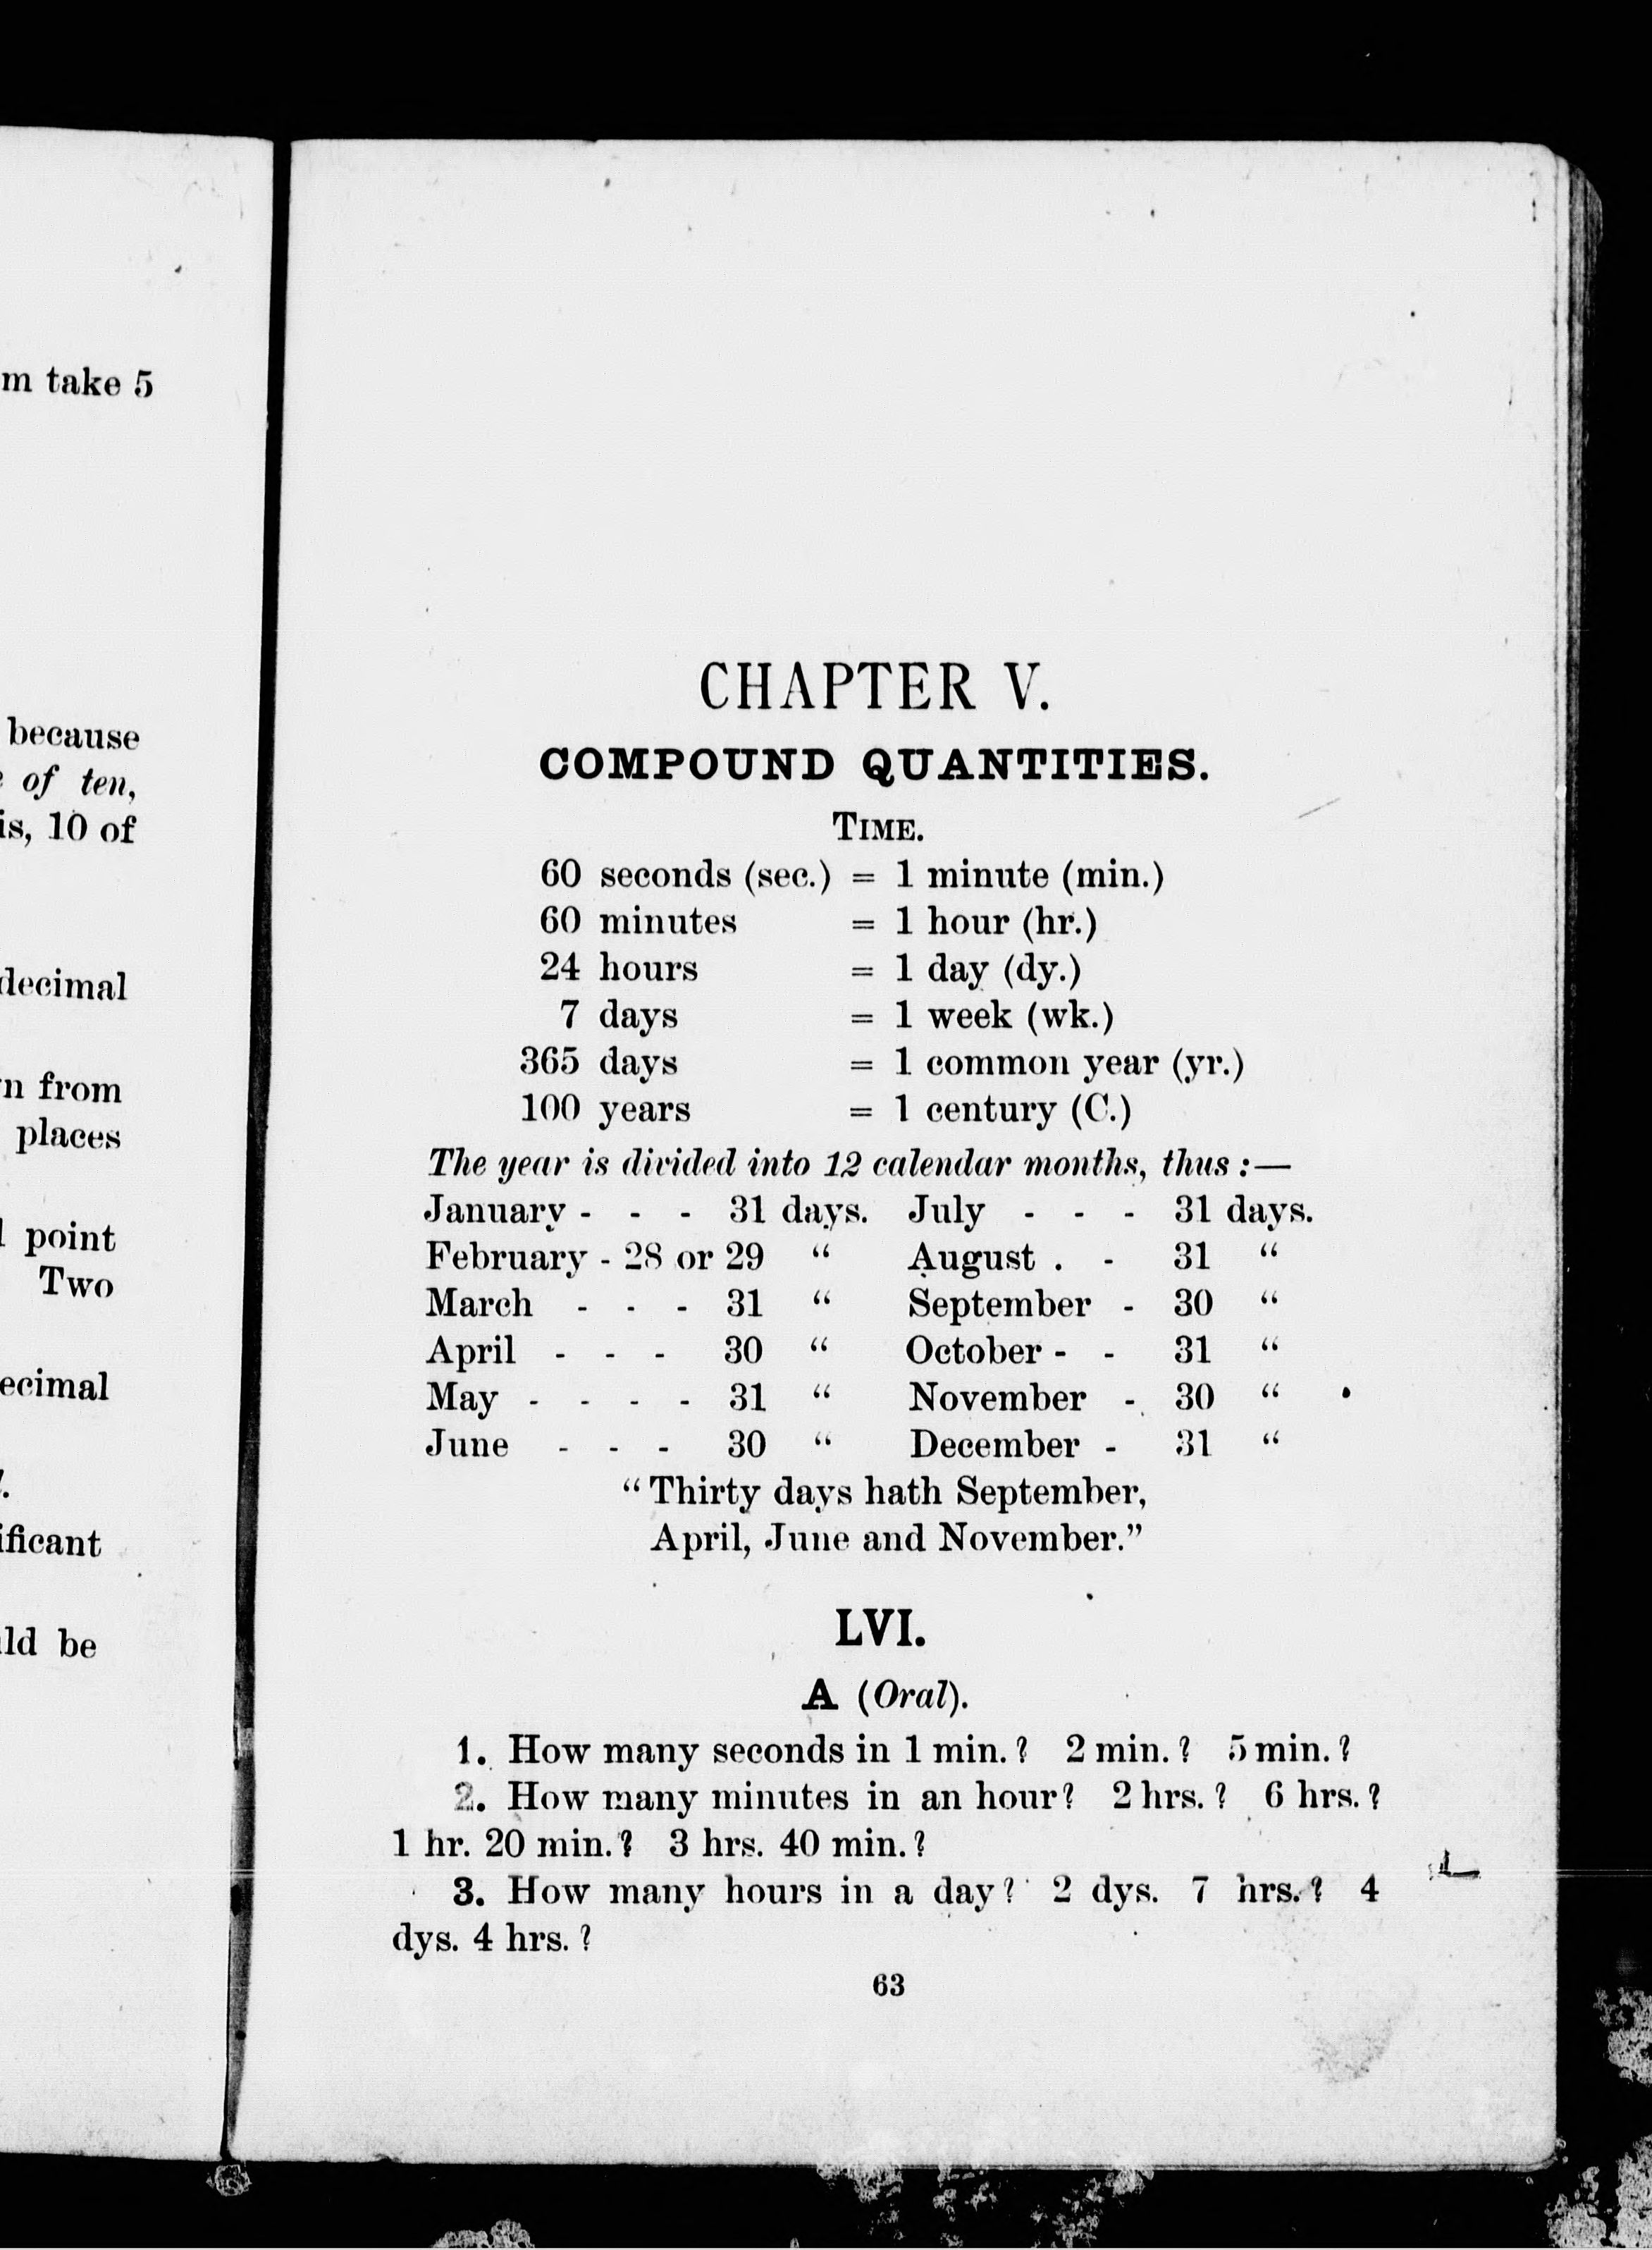 m take 5
because
of ten,
is, 10 of
decimal
from
places
point
Two
ecimal
ificant
ld be
CHAPTER V.
COMPOUND QUANTITIES.
TIME.
60 seconds (sec.) = 1 minute (min.)
60 minutes = 1 hour (hr.)
24 hours = 1 day (dy.)
7 days = 1 week (wk.)
365 days = 1 common year (yr.)
100 years = 1 century (C.)
The year is divided into 12 calendar months, thus :—
January - - - 31 days. July - - - 31 days.
February - 28 or 29 “ August . - 31 “
March - - - 31 “ September - 30 “
April - - - 30 “ October - - 31 “
May - - - - 31 “ November - 30 “
June - - - 30 “ December - 31 “
“Thirty days hath September,
April, June and November.”
LVI.
A (Oral).
1. How many seconds in 1 min.? 2 min.? 5 min.?
2. How many minutes in an hour? 2 hrs.? 6 hrs.?
1 hr. 20 min.? 3 hrs. 40 min.?
3. How many hours in a day? 2 dys. 7 hrs.? 4
dys. 4 hrs.?
63